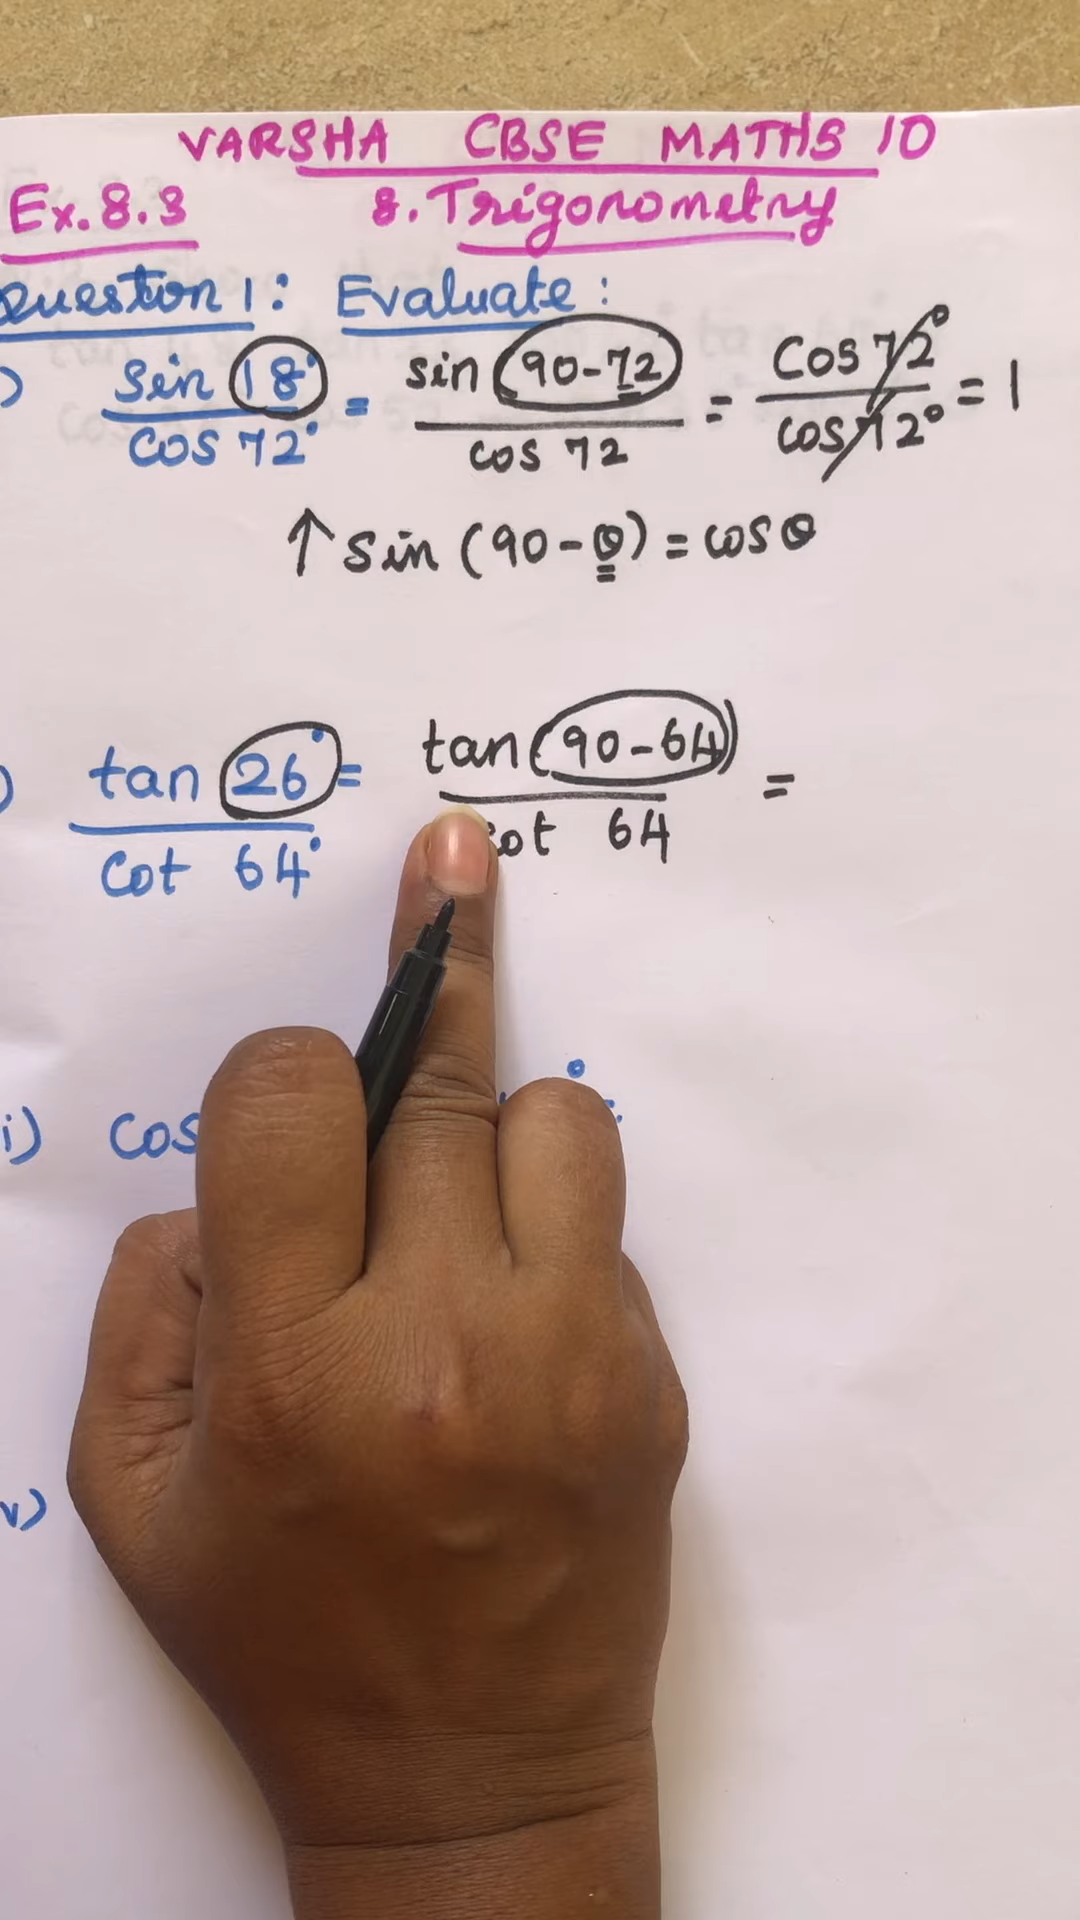 VARSHA CBSE MATHS 10
Ex. 8.3 8. Trigonometry
Question 1: Evaluate:
) sin 18° / cos 72° = sin (90-72) / cos 72 = cos 72° / cos 72° = 1
↑ sin (90-θ) = cos θ
) tan 26° / cot 64° = tan (90-64) / cot 64 =
i) cos
v)